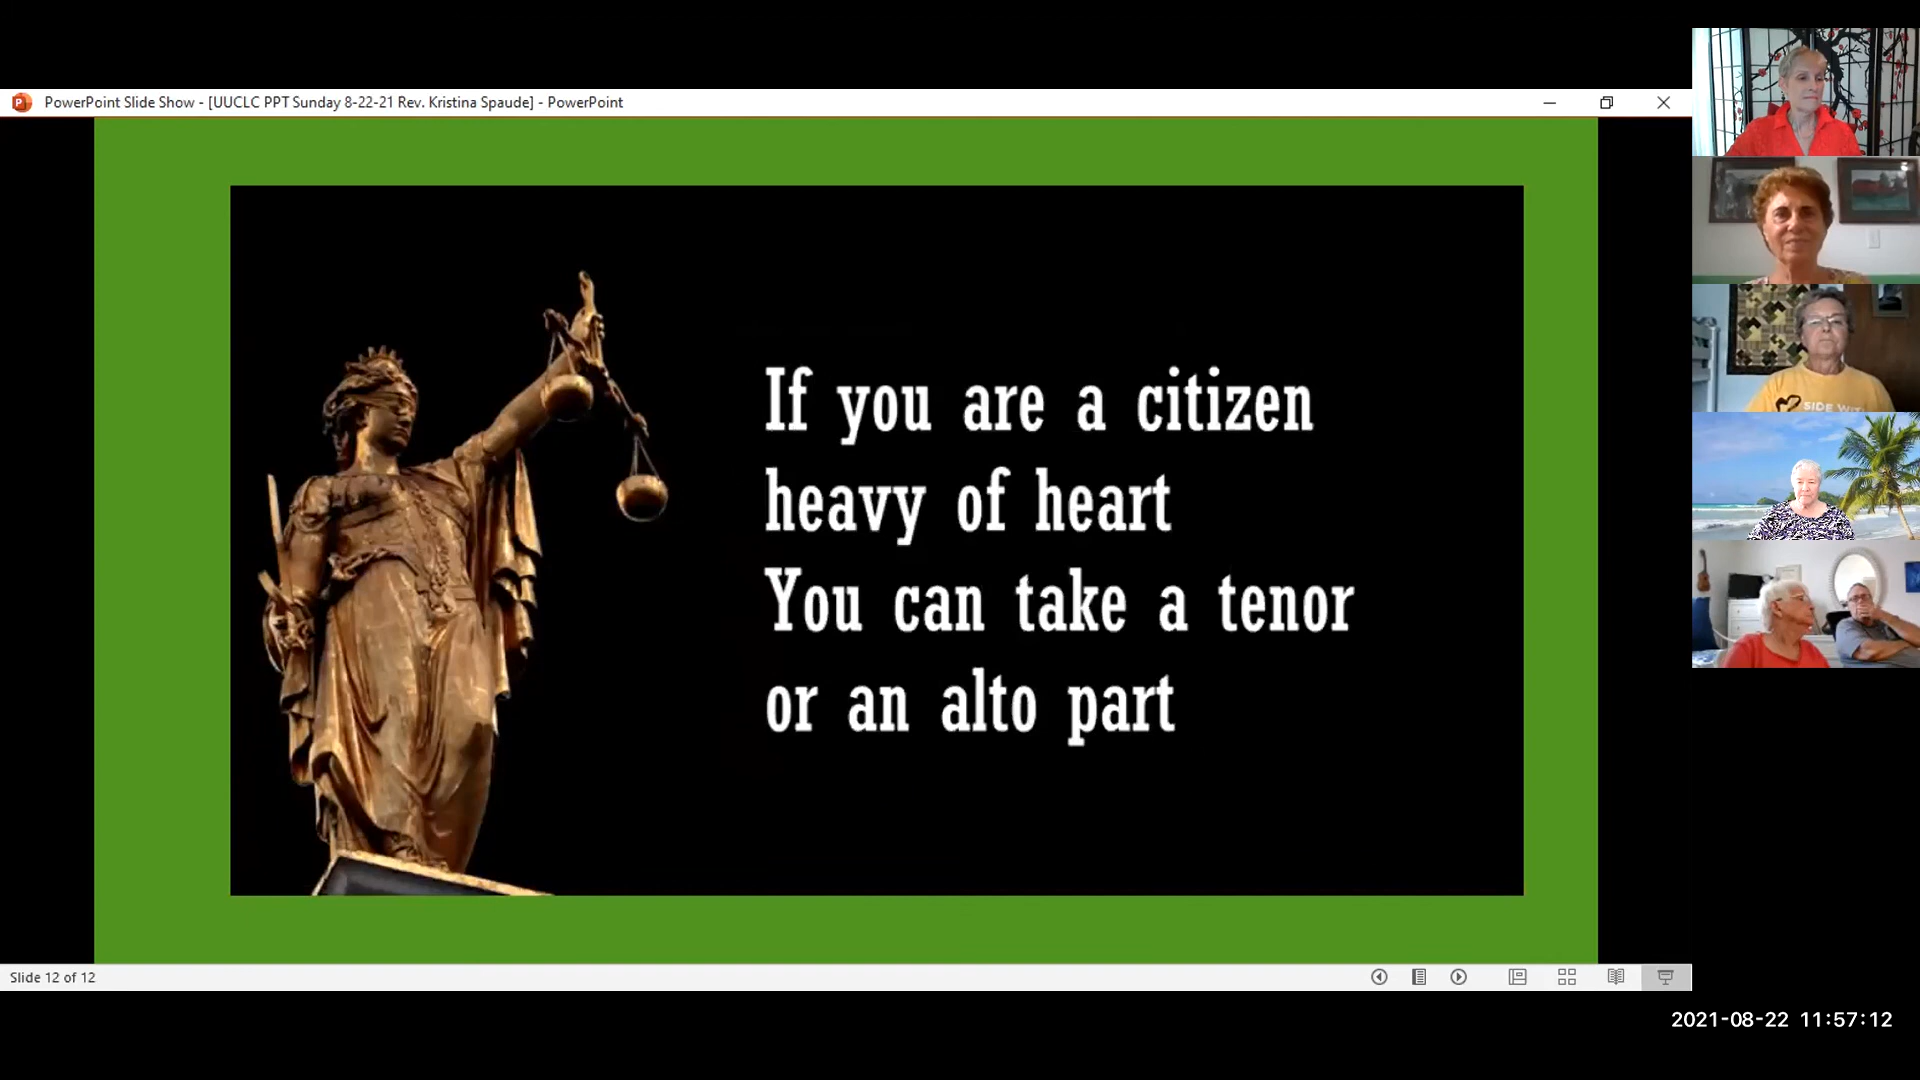 PowerPoint Slide Show - [UUCLC PPT Sunday 8-22-21 Rev. Kristina Spaude] - PowerPoint
If you are a citizen
heavy of heart
You can take a tenor
or an alto part
SIDE WIT
Slide 12 of 12
2021-08-22 11:57:12